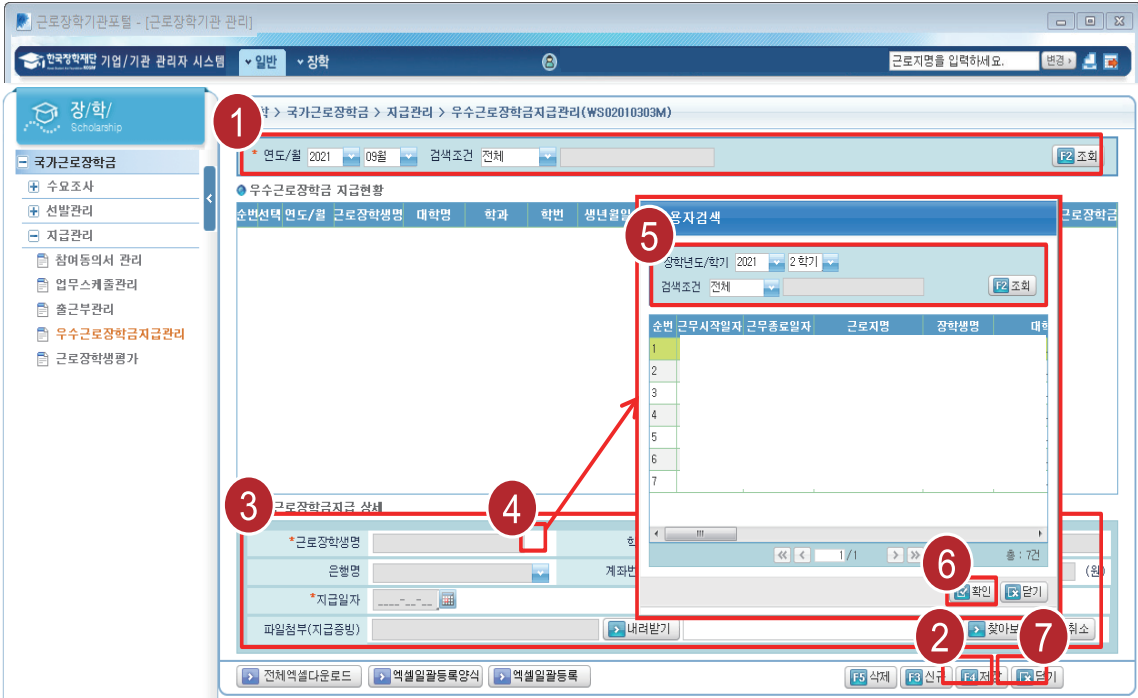 근로장학기관포털 - [근로장학기관 관리]
한국장학재단 기업/기관 관리자 시스템
일반
장학
근로지명을 입력하세요.
변경
장/학/
Scholarship
국가근로장학금
수요조사
선발관리
지급관리
참여동의서 관리
업무스케줄관리
출근부관리
우수근로장학금지급관리
근로장학생평가
1
학 > 국가근로장학금 > 지급관리 > 우수근로장학금지급관리(WS02010303M)
* 연도/월 2021 09월 검색조건 전체 F2 조회
우수근로장학금 지급현황
순번 선택 연도/월 근로장학생명 대학명 학과 학번 생년월일 근로장학금
5
용자검색
장학년도/학기 2021 2학기
검색조건 전체 F2 조회
순번 근무시작일자 근무종료일자 근로지명 장학생명 대학
1
2
3
4
5
6
7
1/1 총 : 7건
6
확인 닫기
3
근로장학금지급 상세
4
*근로장학생명 학
은행명 계좌번 (원)
*지급일자 ____-__-__
파일첨부(지급증빙) 내려받기 찾아보 취소
2
7
전체엑셀다운로드 엑셀일괄등록양식 엑셀일괄등록 F5 삭제 F3 신규 F4 저장 닫기